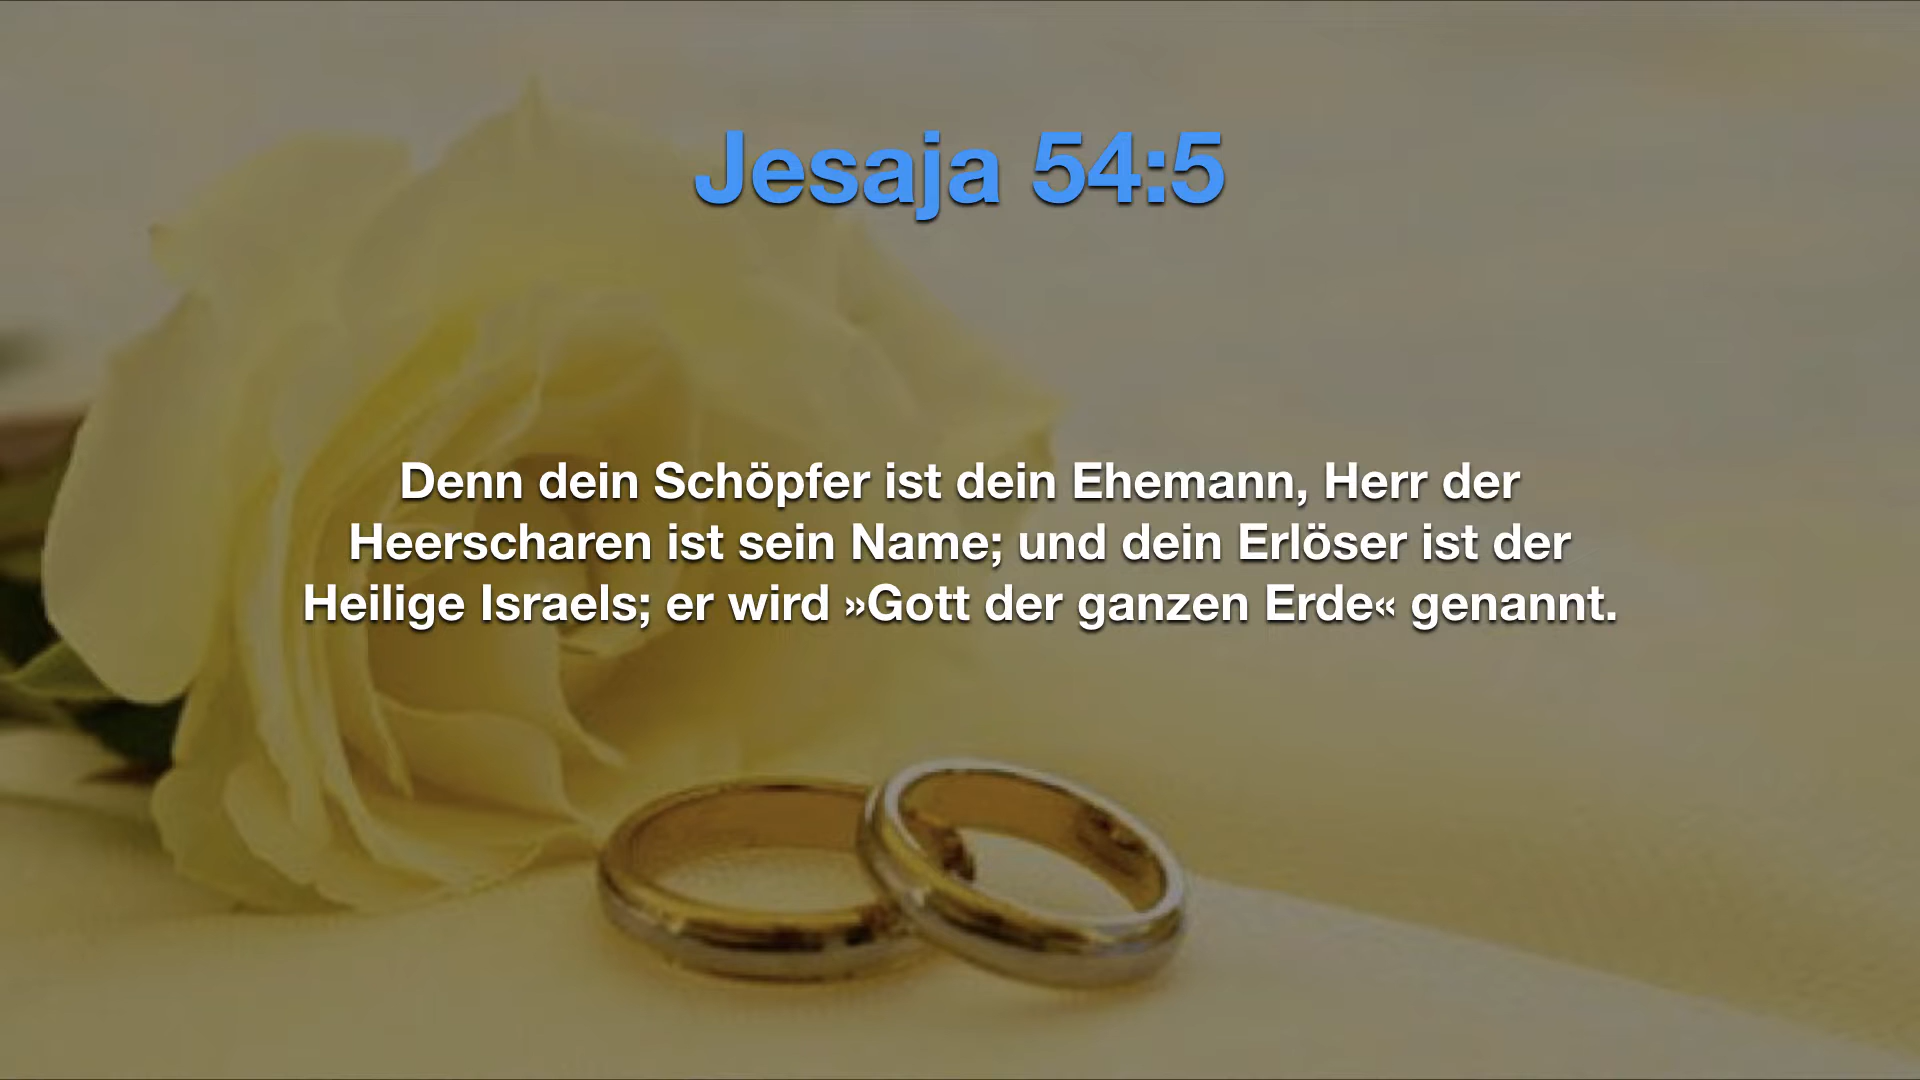 Jesaja 54:5
Denn dein Schöpfer ist dein Ehemann, Herr der
Heerscharen ist sein Name; und dein Erlöser ist der
Heilige Israels; er wird »Gott der ganzen Erde« genannt.